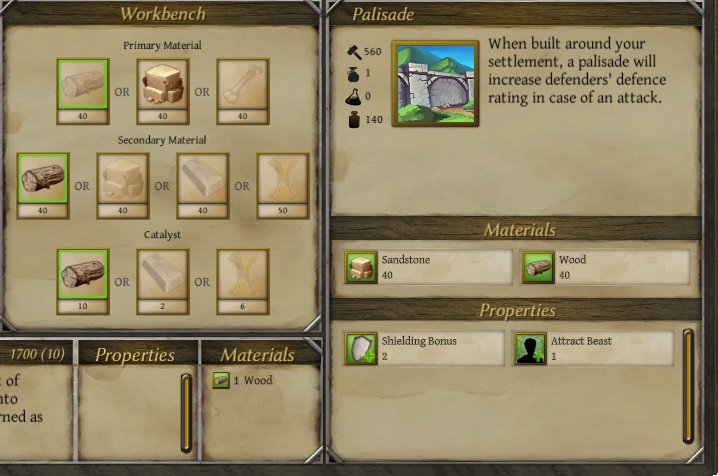 Workbench
Primary Material
OR
OR
40
40
40
Secondary Material
OR
OR
OR
40
40
40
50
Catalyst
OR
OR
10
2
6
1700 (10)
t of
nto
rned as
Properties
Materials
1 Wood
Palisade
560
1
0
140
When built around your
settlement, a palisade will
increase defenders' defence
rating in case of an attack.
Materials
Sandstone
40
Wood
40
Properties
Shielding Bonus
2
Attract Beast
1